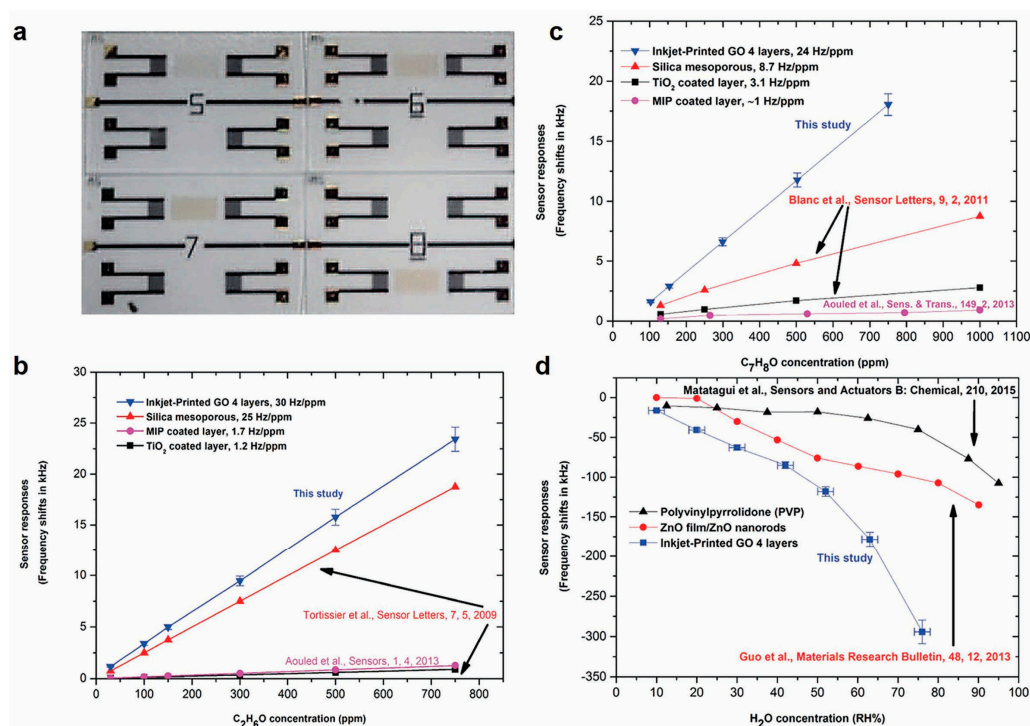 a
5
6
7
8
b
Sensor responses
(Frequency shifts in kHz)
25
20
15
10
5
0
Inkjet-Printed GO 4 layers, 30 Hz/ppm
Silica mesoporous, 25 Hz/ppm
MIP coated layer, 1.7 Hz/ppm
TiO₂ coated layer, 1.2 Hz/ppm
This study
Tortissier et al., Sensor Letters, 7, 5, 2009
Aouled et al., Sensors, 1, 4, 2013
0 100 200 300 400 500 600 700 800
C₂H₆O concentration (ppm)
c
Sensor responses
(Frequency shifts in kHz)
25
20
15
10
5
0
Inkjet-Printed GO 4 layers, 24 Hz/ppm
Silica mesoporous, 8.7 Hz/ppm
TiO₂ coated layer, 3.1 Hz/ppm
MIP coated layer, ~1 Hz/ppm
This study
Blanc et al., Sensor Letters, 9, 2, 2011
Aouled et al., Sens. & Trans., 149, 2, 2013
0 100 200 300 400 500 600 700 800 900 1000 1100
C₇H₈O concentration (ppm)
d
Sensor responses
(Frequency shifts in kHz)
0
-50
-100
-150
-200
-250
-300
-350
Matatagui et al., Sensors and Actuators B: Chemical, 210, 2015
Polyvinylpyrrolidone (PVP)
ZnO film/ZnO nanorods
Inkjet-Printed GO 4 layers
This study
Guo et al., Materials Research Bulletin, 48, 12, 2013
0 10 20 30 40 50 60 70 80 90 100
H₂O concentration (RH%)